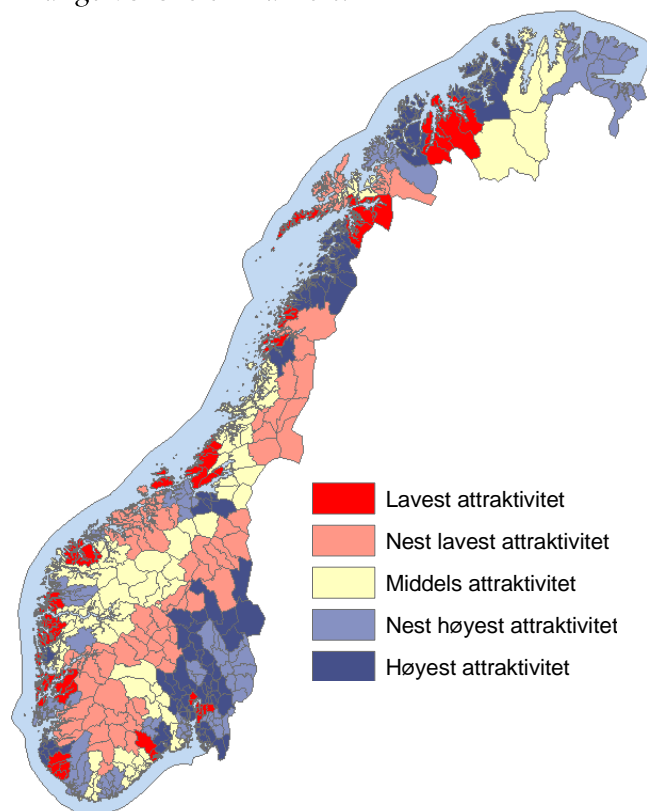 Lavest attraktivitet
Nest lavest attraktivitet
Middels attraktivitet
Nest høyest attraktivitet
Høyest attraktivitet